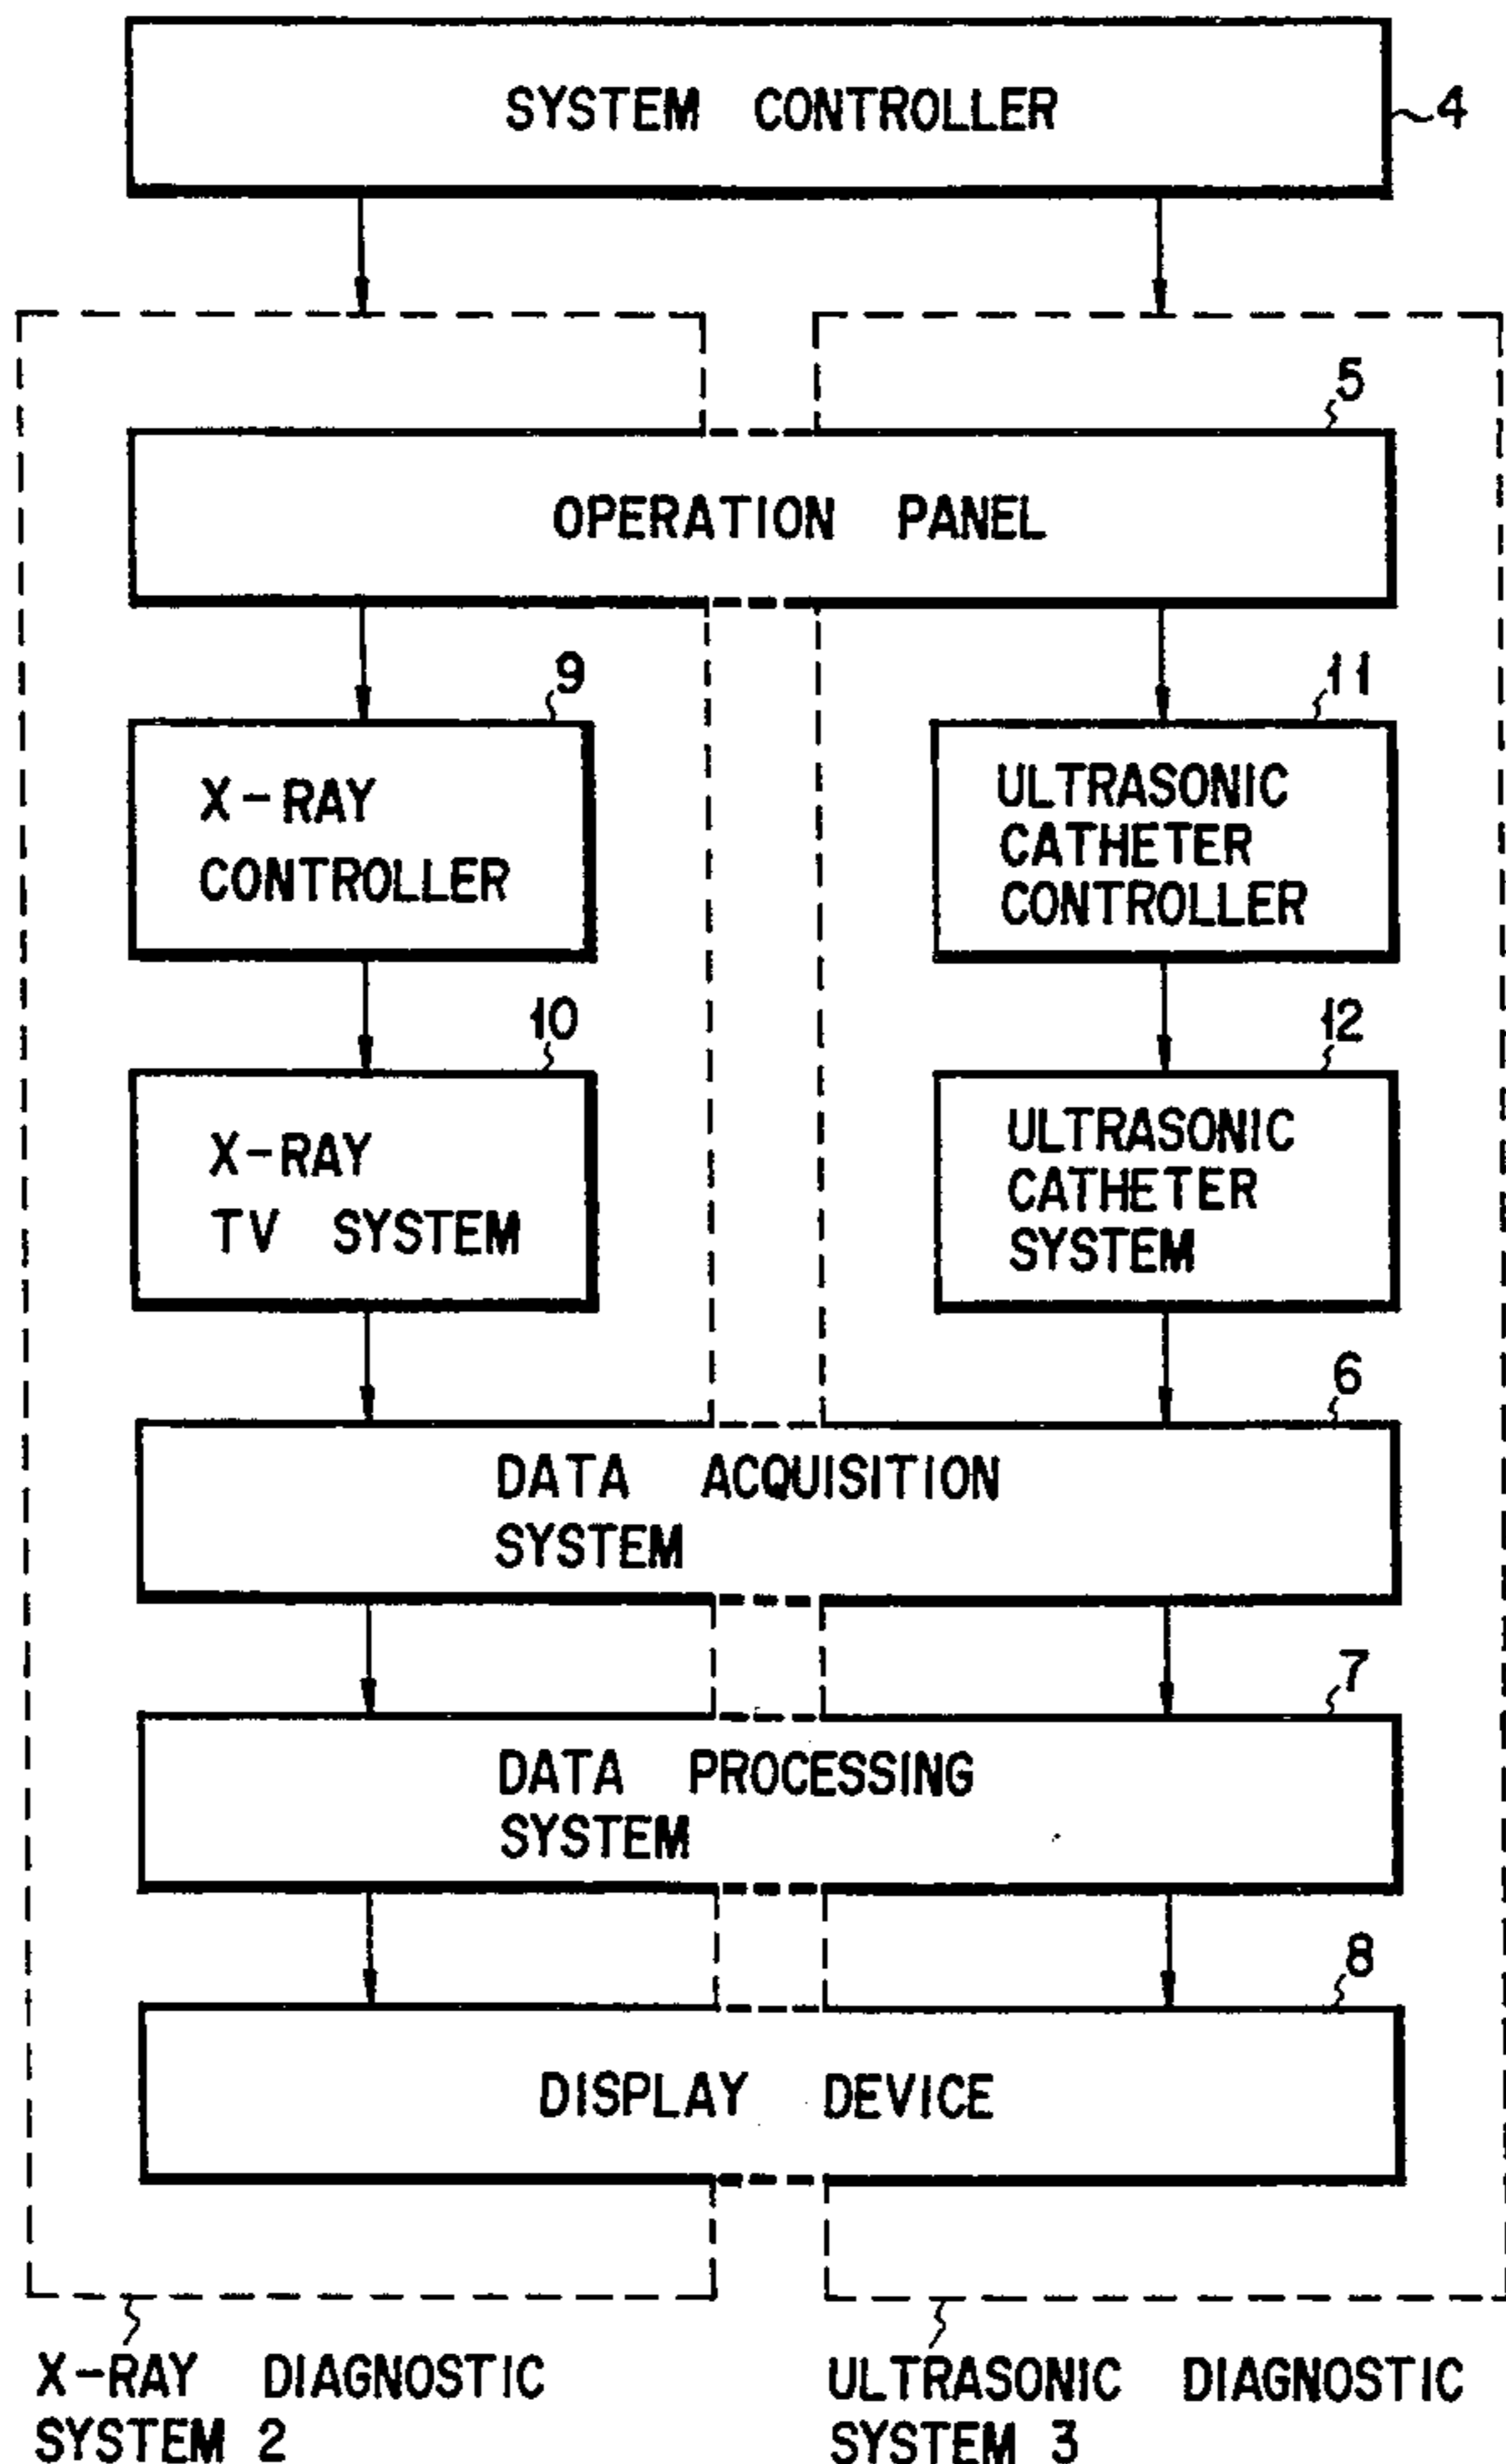 SYSTEM CONTROLLER
4
5
OPERATION PANEL
9
X-RAY
CONTROLLER
11
ULTRASONIC
CATHETER
CONTROLLER
10
X-RAY
TV SYSTEM
12
ULTRASONIC
CATHETER
SYSTEM
6
DATA ACQUISITION
SYSTEM
7
DATA PROCESSING
SYSTEM
8
DISPLAY DEVICE
X-RAY DIAGNOSTIC
SYSTEM 2
ULTRASONIC DIAGNOSTIC
SYSTEM 3